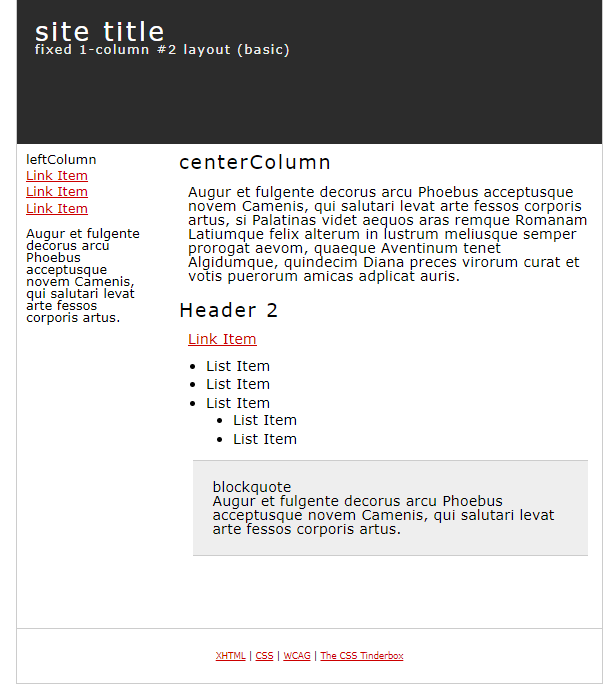 site title
fixed 1-column #2 layout (basic)
leftColumn
Link Item
Link Item
Link Item
Augur et fulgente
decorus arcu
Phoebus
acceptusque
novem Camenis,
qui salutari levat
arte fessos
corporis artus.
centerColumn
Augur et fulgente decorus arcu Phoebus acceptusque
novem Camenis, qui salutari levat arte fessos corporis
artus, si Palatinas videt aequos aras remque Romanam
Latiumque felix alterum in lustrum meliusque semper
prorogat aevom, quaeque Aventinum tenet
Algidumque, quindecim Diana preces virorum curat et
votis puerorum amicas adplicat auris.
Header 2
Link Item
List Item
List Item
List Item
List Item
List Item
blockquote
Augur et fulgente decorus arcu Phoebus
acceptusque novem Camenis, qui salutari levat
arte fessos corporis artus.
XHTML | CSS | WCAG | The CSS Tinderbox